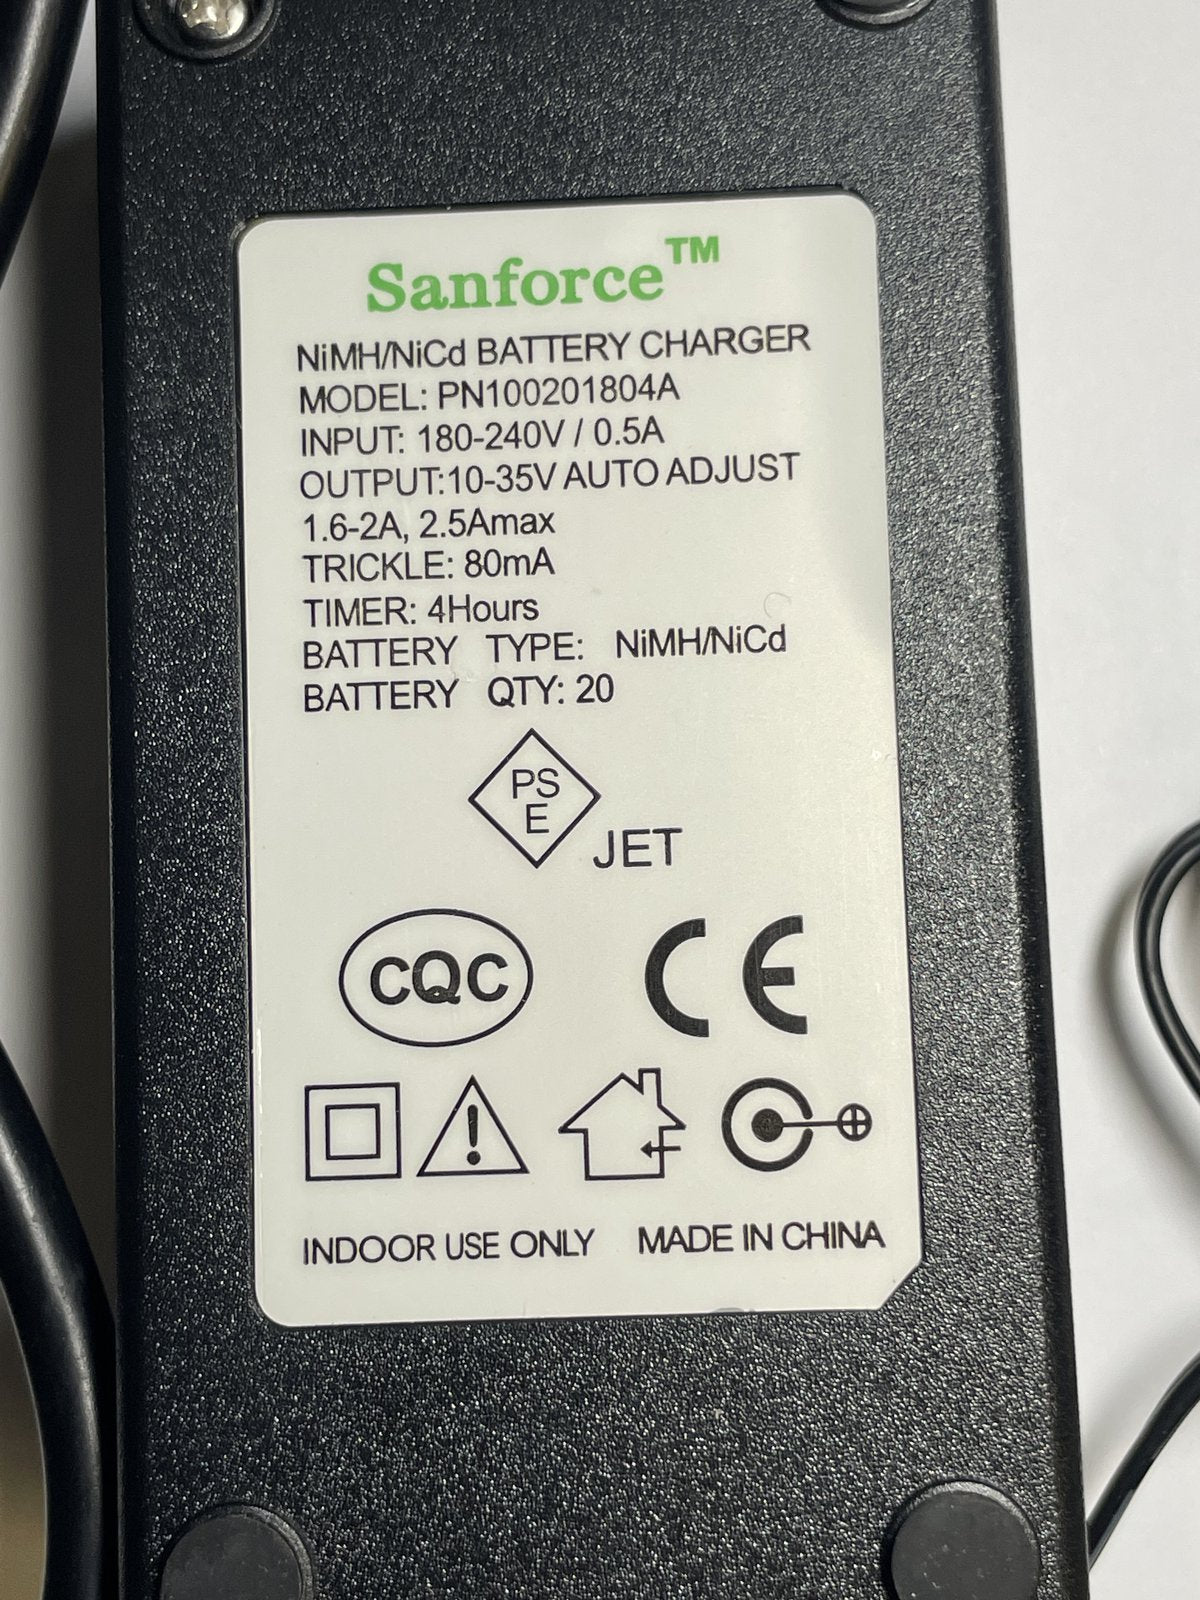 Sanforce™
NiMH/NiCd BATTERY CHARGER
MODEL: PN100201804A
INPUT: 180-240V / 0.5A
OUTPUT:10-35V AUTO ADJUST
1.6-2A, 2.5Amax
TRICKLE: 80mA
TIMER: 4Hours
BATTERY TYPE: NiMH/NiCd
BATTERY QTY: 20
PS
E
JET
CQC CE
INDOOR USE ONLY MADE IN CHINA